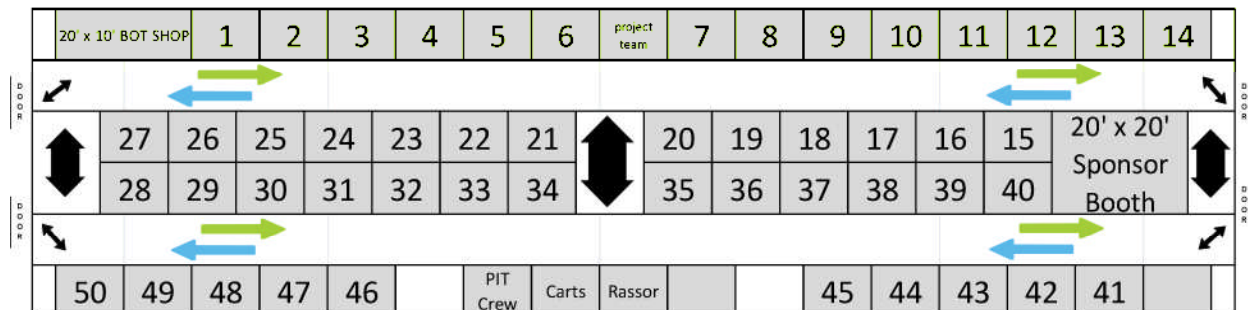 20' x 10' BOT SHOP 1 2 3 4 5 6 project team 7 8 9 10 11 12 13 14
DOOR
DOOR
27 26 25 24 23 22 21 20 19 18 17 16 15
28 29 30 31 32 33 34 35 36 37 38 39 40
20' x 20'
Sponsor
Booth
DOOR
DOOR
50 49 48 47 46 PIT Crew Carts Rassor 45 44 43 42 41